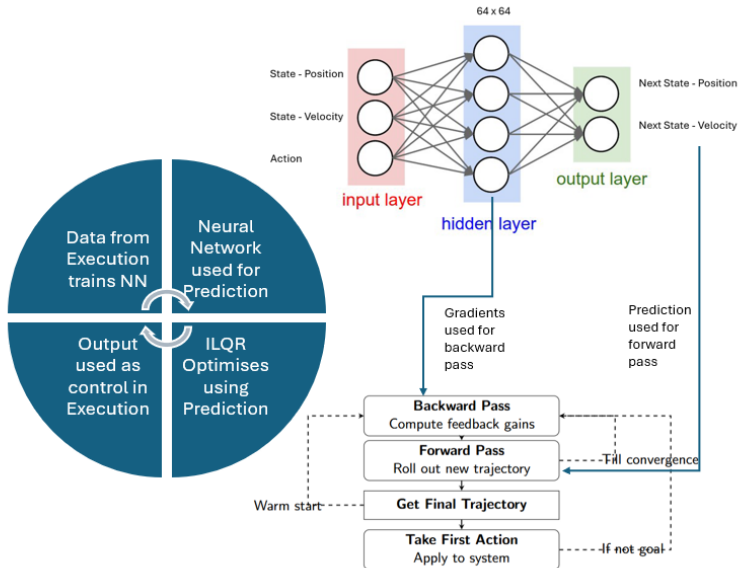 64 x 64
State - Position
State - Velocity
Action
Next State - Position
Next State - Velocity
input layer
hidden layer
output layer
Data from
Execution
trains NN
Neural
Network
used for
Prediction
Output
used as
control in
Execution
ILQR
Optimises
using
Prediction
Gradients
used for
backward
pass
Prediction
used for
forward
pass
Backward Pass
Compute feedback gains
Forward Pass
Roll out new trajectory
Till convergence
Warm start
Get Final Trajectory
Take First Action
Apply to system
If not goal